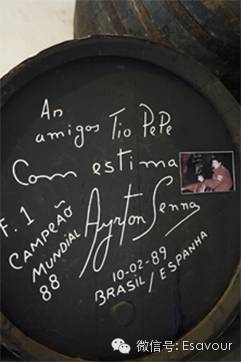 Ao
amigos Tio PePe
Com estima
Ayrton Senna
F. 1
CAMPEÃO
MUNDIAL
88
10-02-89
BRASIL / ESPANHA
微信号: Esavour